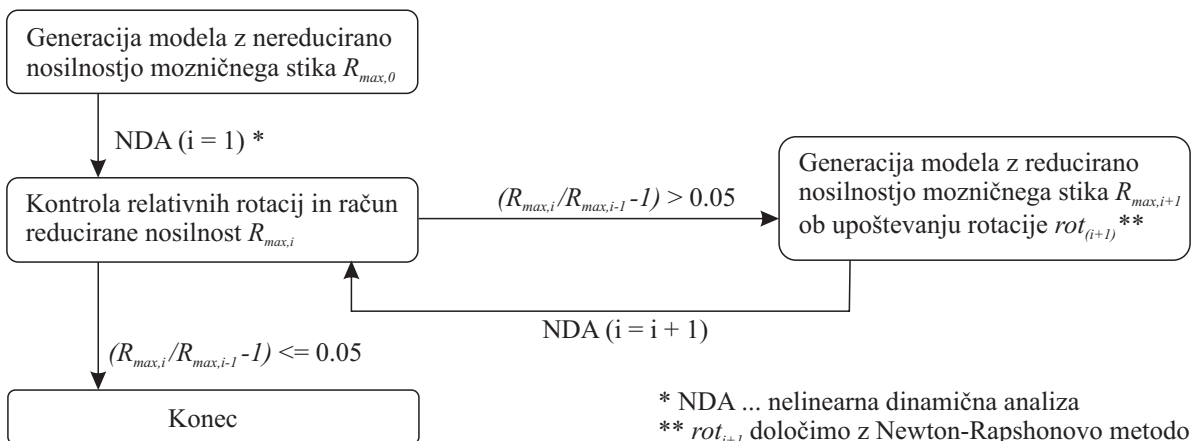 Generacija modela z nereducirano
nosilnostjo mozničnega stika R_max,0
NDA (i = 1) *
Kontrola relativnih rotacij in račun
reducirane nosilnost R_max,i
(R_max,i/R_max,i-1-1) > 0.05
Generacija modela z reducirano
nosilnostjo mozničnega stika R_max,i+1
ob upoštevanju rotacije rot_(i+1)**
NDA (i = i + 1)
(R_max,i/R_max,i-1-1) <= 0.05
Konec
* NDA ... nelinearna dinamična analiza
** rot_i+1 določimo z Newton-Rapshonovo metodo